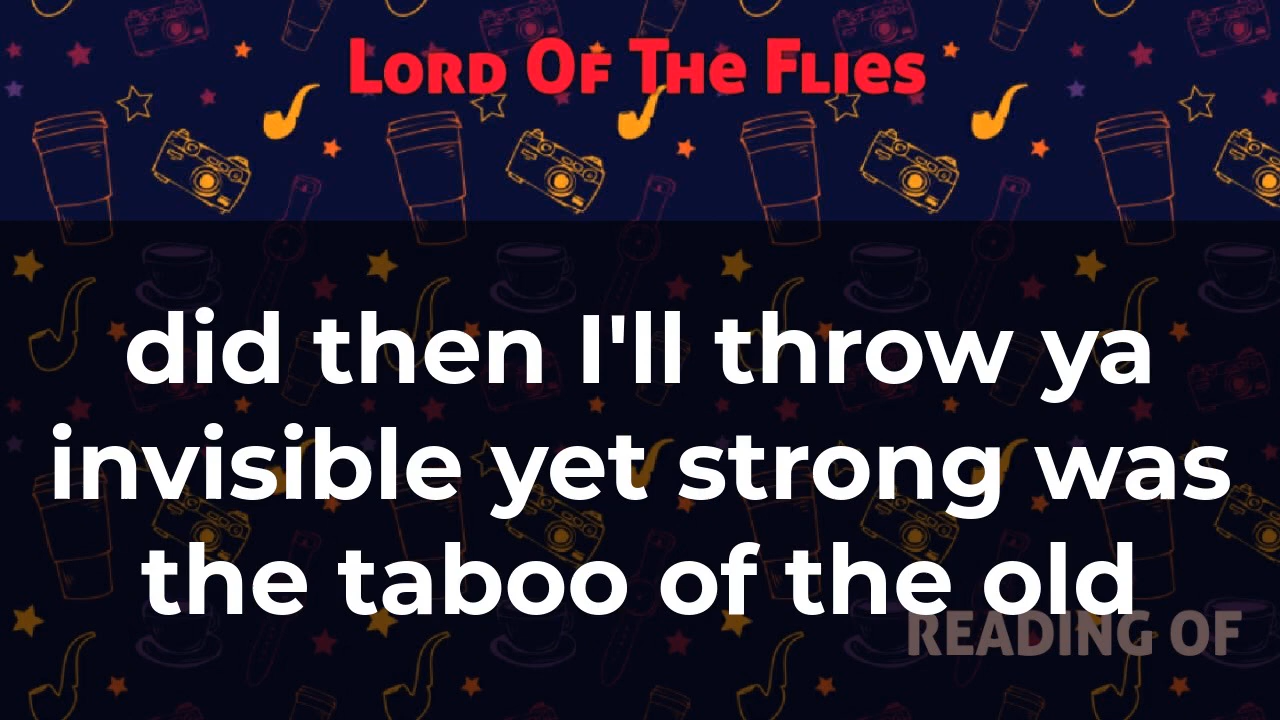 Lord Of The Flies
did then I'll throw ya
invisible yet strong was
the taboo of the old
READING OF